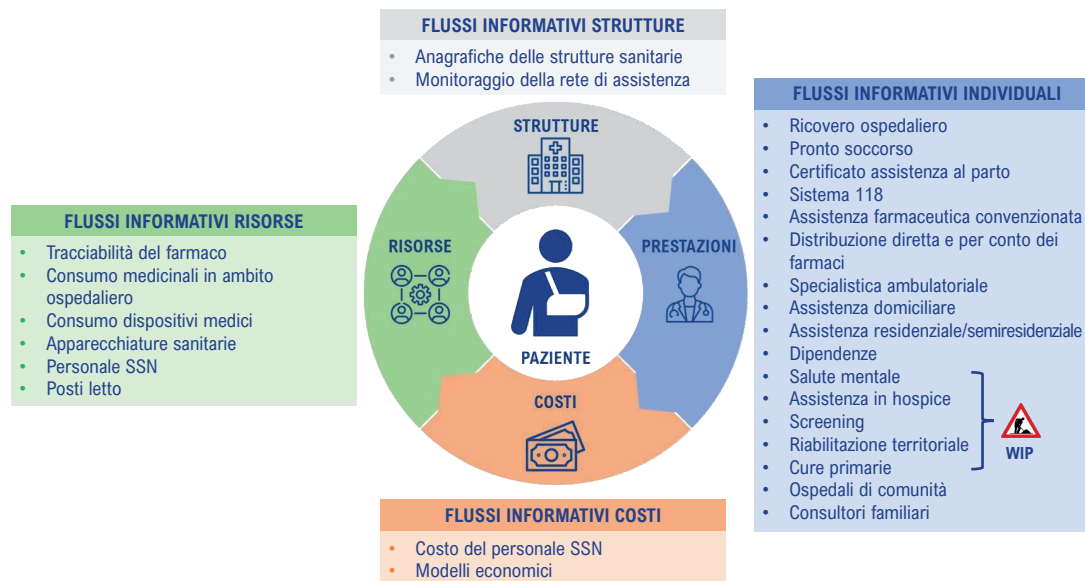 FLUSSI INFORMATIVI STRUTTURE
• Anagrafiche delle strutture sanitarie
• Monitoraggio della rete di assistenza
FLUSSI INFORMATIVI RISORSE
• Tracciabilità del farmaco
• Consumo medicinali in ambito
ospedaliero
• Consumo dispositivi medici
• Apparecchiature sanitarie
• Personale SSN
• Posti letto
STRUTTURE
RISORSE
PRESTAZIONI
PAZIENTE
COSTI
FLUSSI INFORMATIVI INDIVIDUALI
• Ricovero ospedaliero
• Pronto soccorso
• Certificato assistenza al parto
• Sistema 118
• Assistenza farmaceutica convenzionata
• Distribuzione diretta e per conto dei
farmaci
• Specialistica ambulatoriale
• Assistenza domiciliare
• Assistenza residenziale/semiresidenziale
• Dipendenze
• Salute mentale
• Assistenza in hospice
• Screening
• Riabilitazione territoriale
• Cure primarie
• Ospedali di comunità
• Consultori familiari
WIP
FLUSSI INFORMATIVI COSTI
• Costo del personale SSN
• Modelli economici